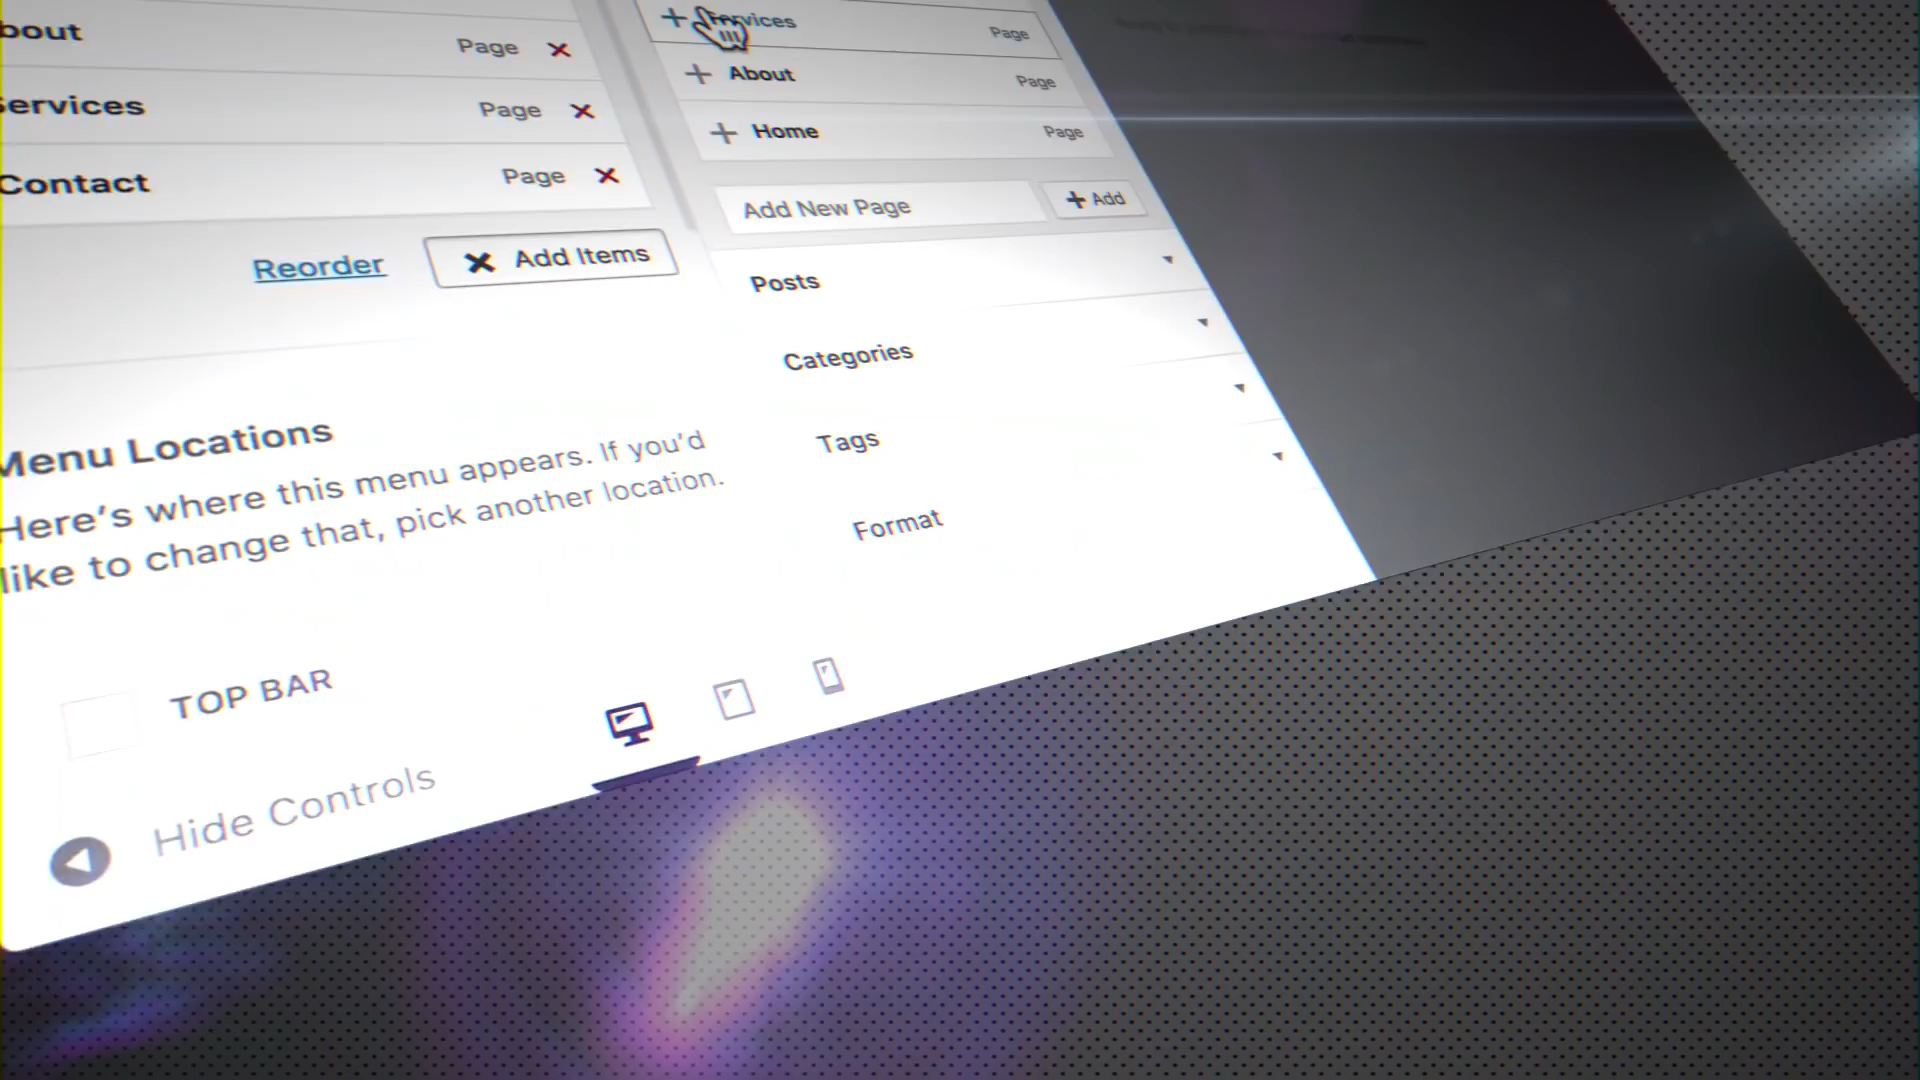 bout
Page
ervices
Page
Contact
Page
Reorder
Add Items
Menu Locations
Here's where this menu appears. If you'd
like to change that, pick another location.
TOP BAR
Hide Controls
Services
Page
About
Page
Home
Page
Add New Page
Add
Posts
Categories
Tags
Format